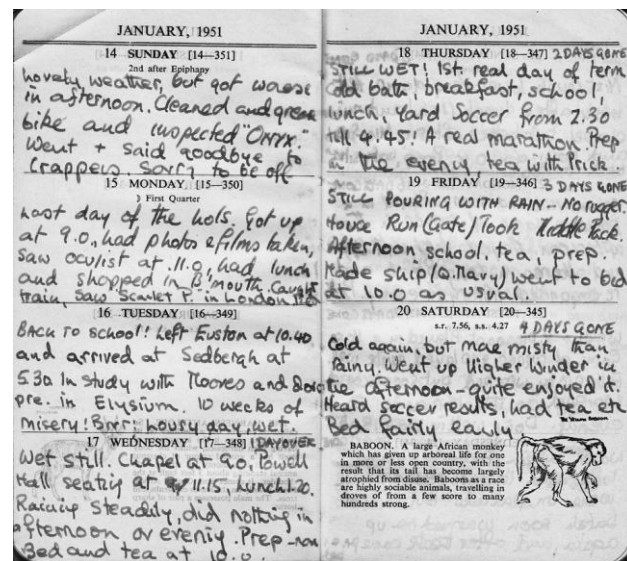 JANUARY, 1951
14 SUNDAY [14—351]
2nd after Epiphany
Lovely weather, but got worse
in afternoon. Cleaned and grease
bike and inspected "ONYX".
Went + said goodbye to
Crappers. Sorry to be off
15 MONDAY [15—350]
☽ First Quarter
Last day of the hols. Got up
at 9.0, had photos & films taken,
saw oculist at 11.0, had lunch
and shopped in B'mouth. Caught
train, Saw Scarlet P. in London
16 TUESDAY [16—349]
BACK TO SCHOOL! Left Euston at 10.40
and arrived at Sedbergh at
5.30 In study with Moores and
pre. in Elysium. 10 weeks of
misery! Brrr! Lousy day, wet.
17 WEDNESDAY [17—348] 1 DAY OVER
Wet still. Chapel at 9.0, Powell
Hall seating at 11.15. Lunch 1.20.
Raining steadily, did nothing in
afternoon or evening. Prep -
Bed and tea at 10.0.
JANUARY, 1951
18 THURSDAY [18—347] 2 DAYS GONE
STILL WET! 1st. real day of term
Cold bath, breakfast, school,
lunch, Yard Soccer from 2.30
till 4.45! A real marathon. Prep
in the evening, tea with Prick.
19 FRIDAY [19—346] 3 DAYS GONE
STILL POURING WITH RAIN - No rugger.
House Run (Gate) Took Middle Pack.
Afternoon school, tea, prep.
Made ship (Q. Mary) went to bed
at 10.0 as usual.
20 SATURDAY [20—345]
s.r. 7.56, s.s. 4.27 4 DAYS GONE
Cold again, but more misty than
rainy. Went up Higher Winder in
the afternoon - quite enjoyed it.
Heard soccer results, had tea etc
Bed fairly early
BABOON. A large African monkey
which has given up arboreal life for one
in more or less open country, with the
result that its tail has become largely
atrophied from disuse. Baboons as a race
are highly sociable animals, travelling in
droves of from a few score to many
hundreds strong.